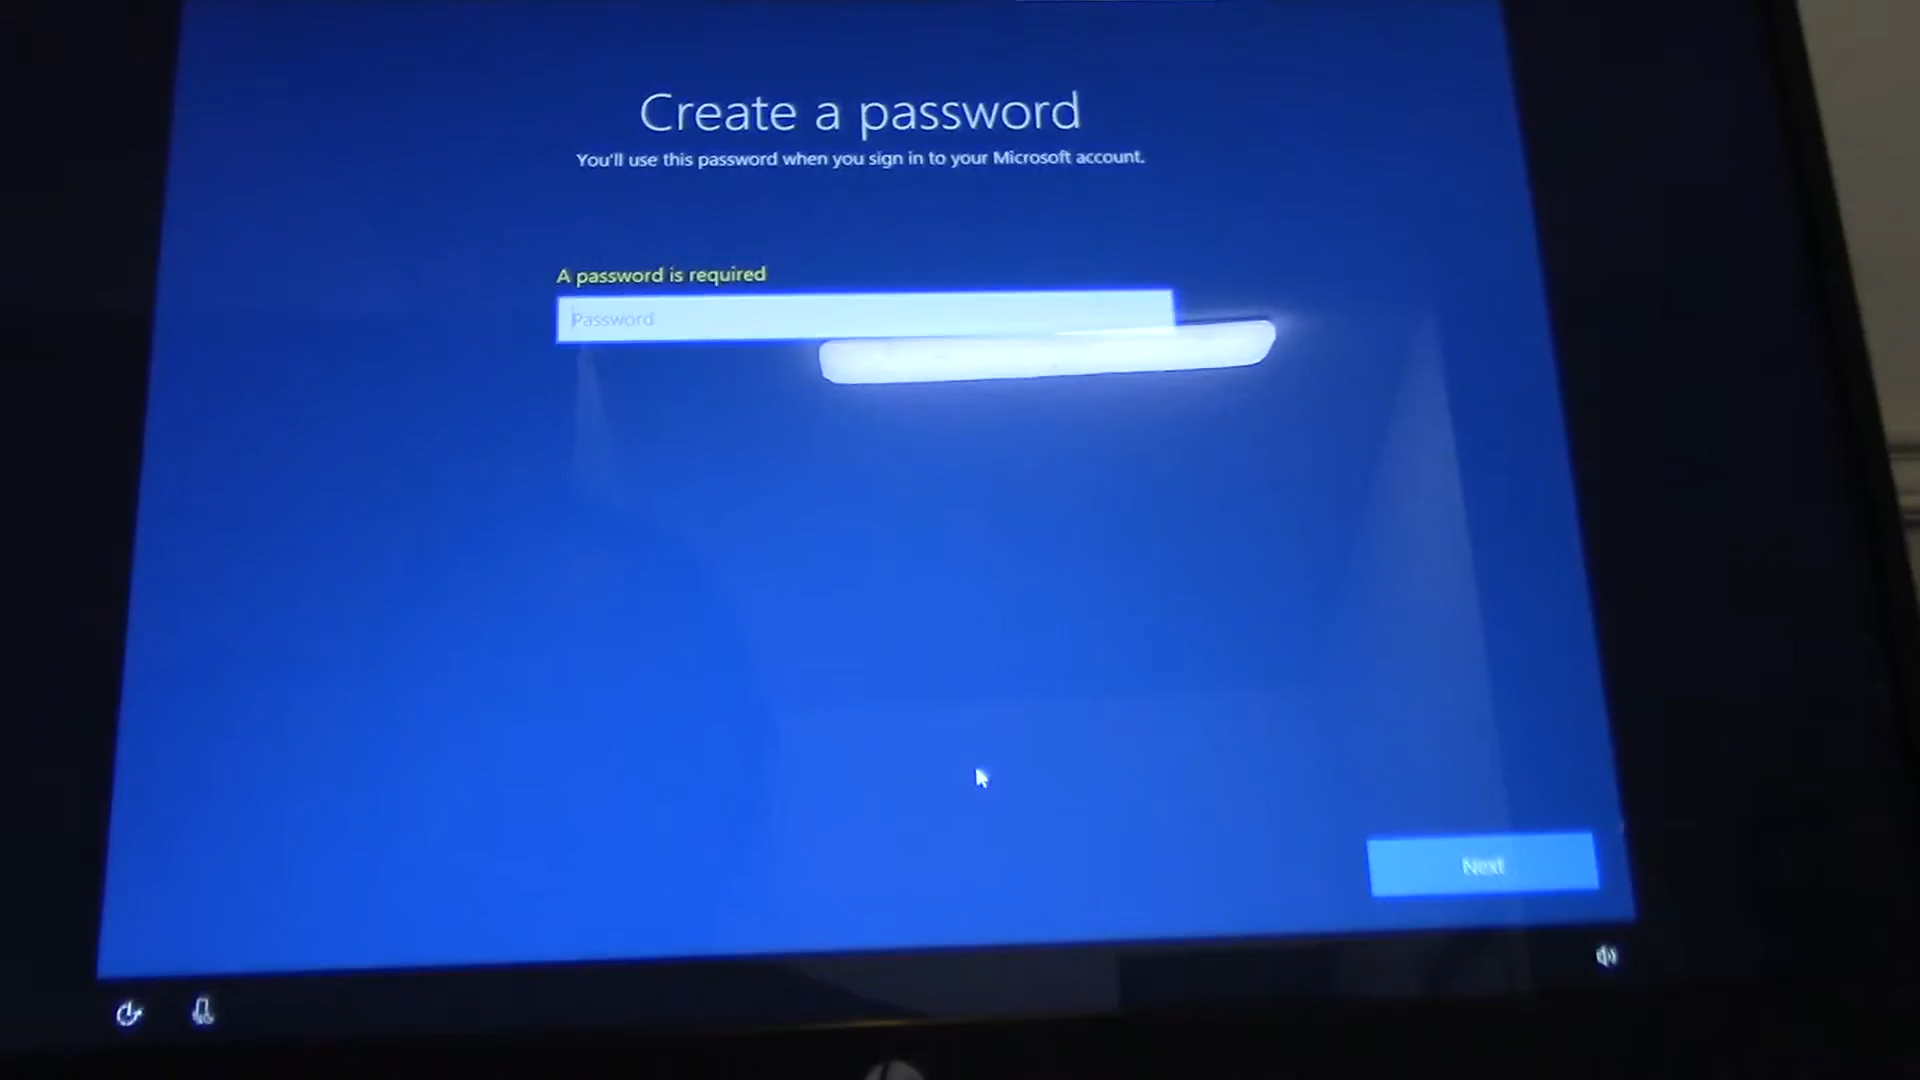 Create a password
You'll use this password when you sign in to your Microsoft account.
A password is required
Password
Next